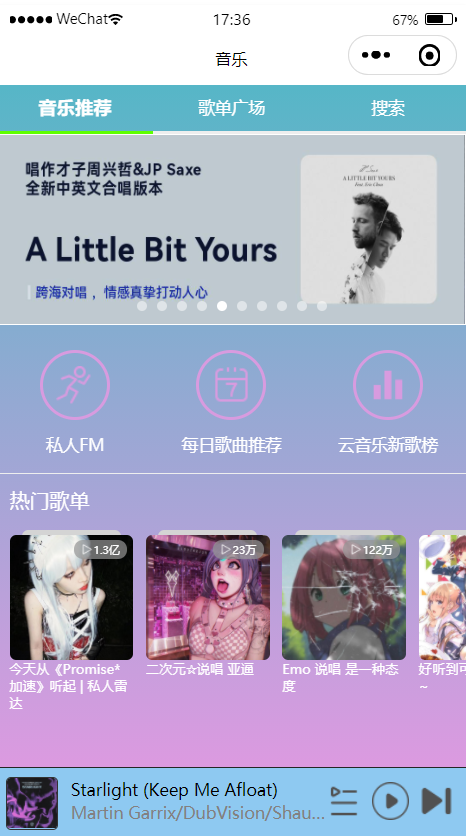 WeChat 17:36 67%
音乐
音乐推荐 歌单广场 搜索
唱作才子周兴哲&JP Saxe
全新中英文合唱版本
A LITTLE BIT YOURS
Feat. Eric Chou
A Little Bit Yours
跨海对唱 ，情感真挚打动人心
私人FM 每日歌曲推荐 云音乐新歌榜
7
热门歌单
1.3亿 23万 122万
今天从《Promise*
加速》听起 | 私人雷
达
二次元☆说唱 亚逼
Emo 说唱 是一种态
度
好听到可
~
Starlight (Keep Me Afloat)
Martin Garrix/DubVision/Shau...